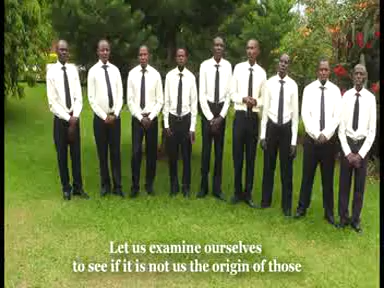 Let us examine ourselves
to see if it is not us the origin of those